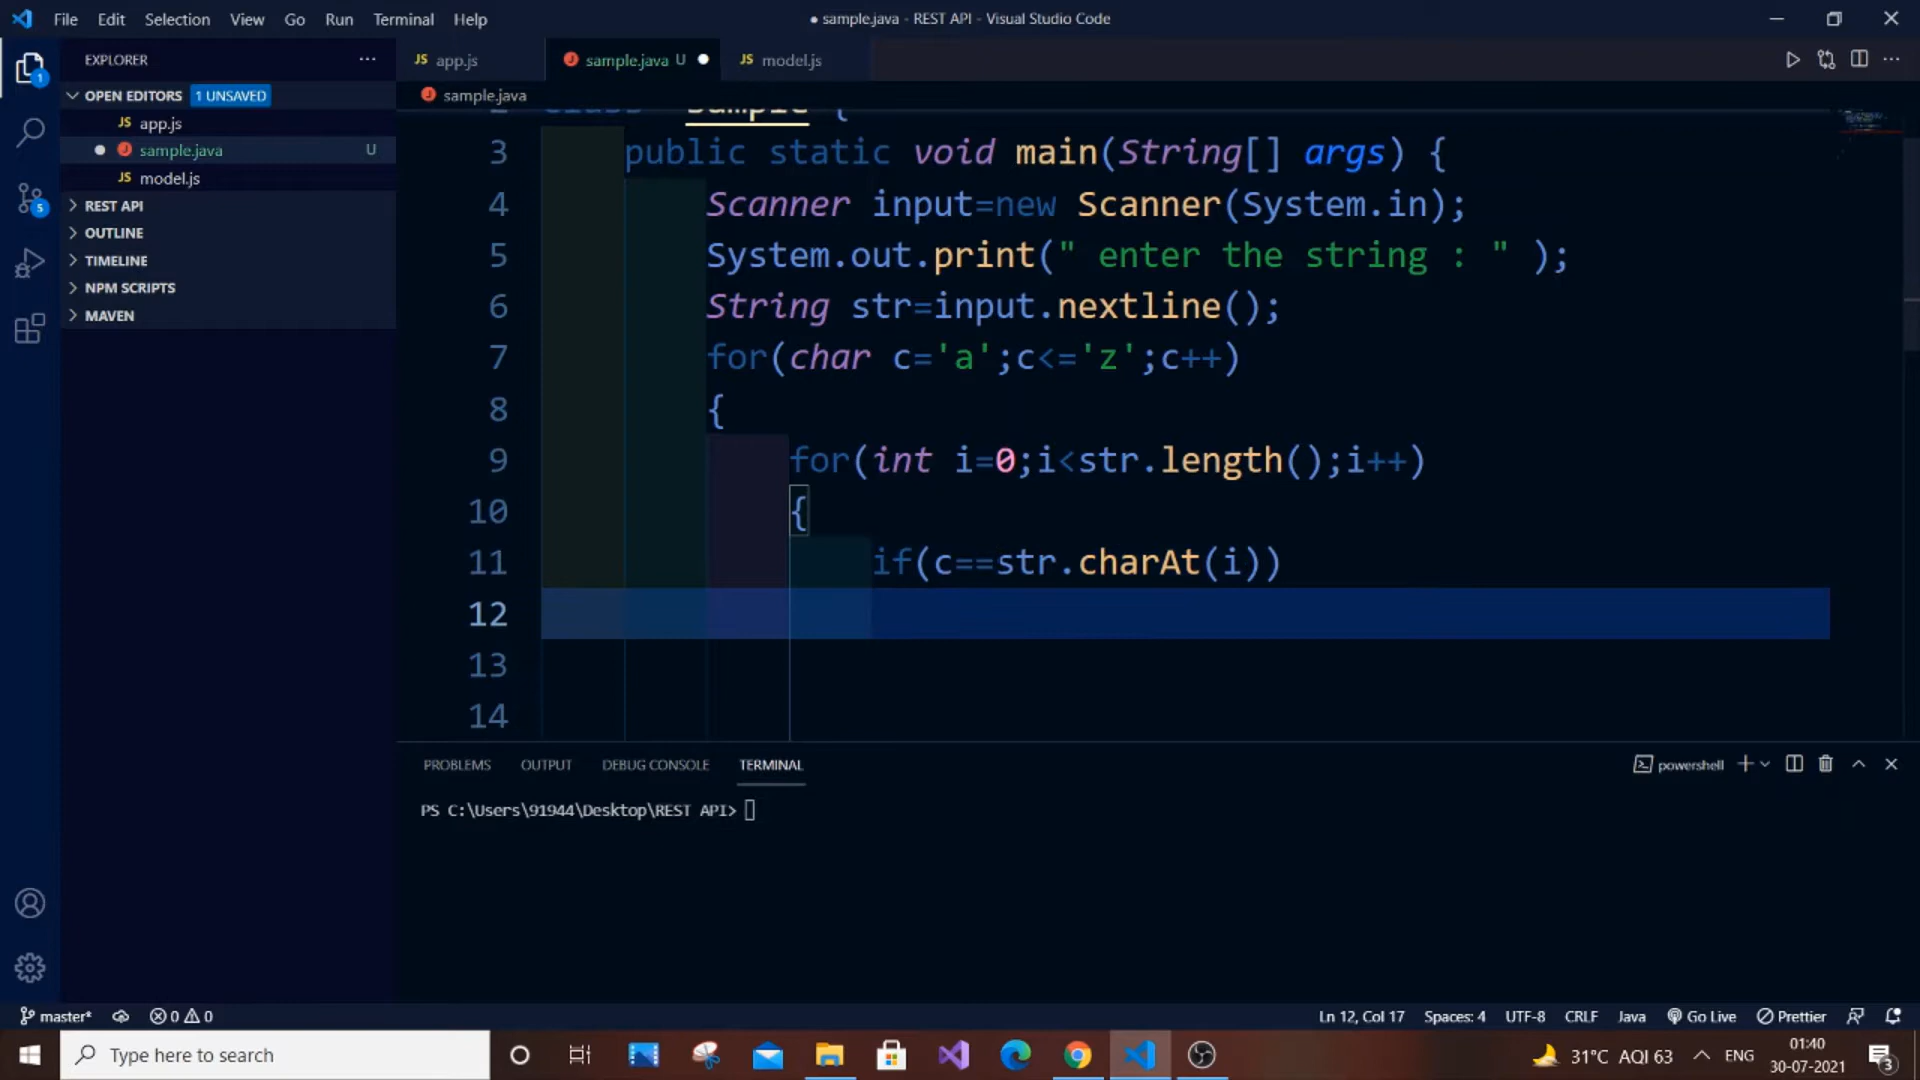 File Edit Selection View Go Run Terminal Help
● sample.java - REST API - Visual Studio Code
EXPLORER
JS app.js
sample.java U
JS model.js
OPEN EDITORS 1 UNSAVED
sample.java
JS app.js
sample.java U
JS model.js
REST API
OUTLINE
TIMELINE
NPM SCRIPTS
MAVEN
1
5
2 class Sample {
3 public static void main(String[] args) {
4 Scanner input=new Scanner(System.in);
5 System.out.print(" enter the string : " );
6 String str=input.nextline();
7 for(char c='a';c<='z';c++)
8 {
9 for(int i=0;i<str.length();i++)
10 {
11 if(c==str.charAt(i))
12
13
14
PROBLEMS OUTPUT DEBUG CONSOLE TERMINAL
powershell
PS C:\Users\91944\Desktop\REST API>
master* 0 0
Ln 12, Col 17 Spaces: 4 UTF-8 CRLF Java Go Live Prettier
Type here to search
31°C AQI 63 ENG
01:40
30-07-2021
3